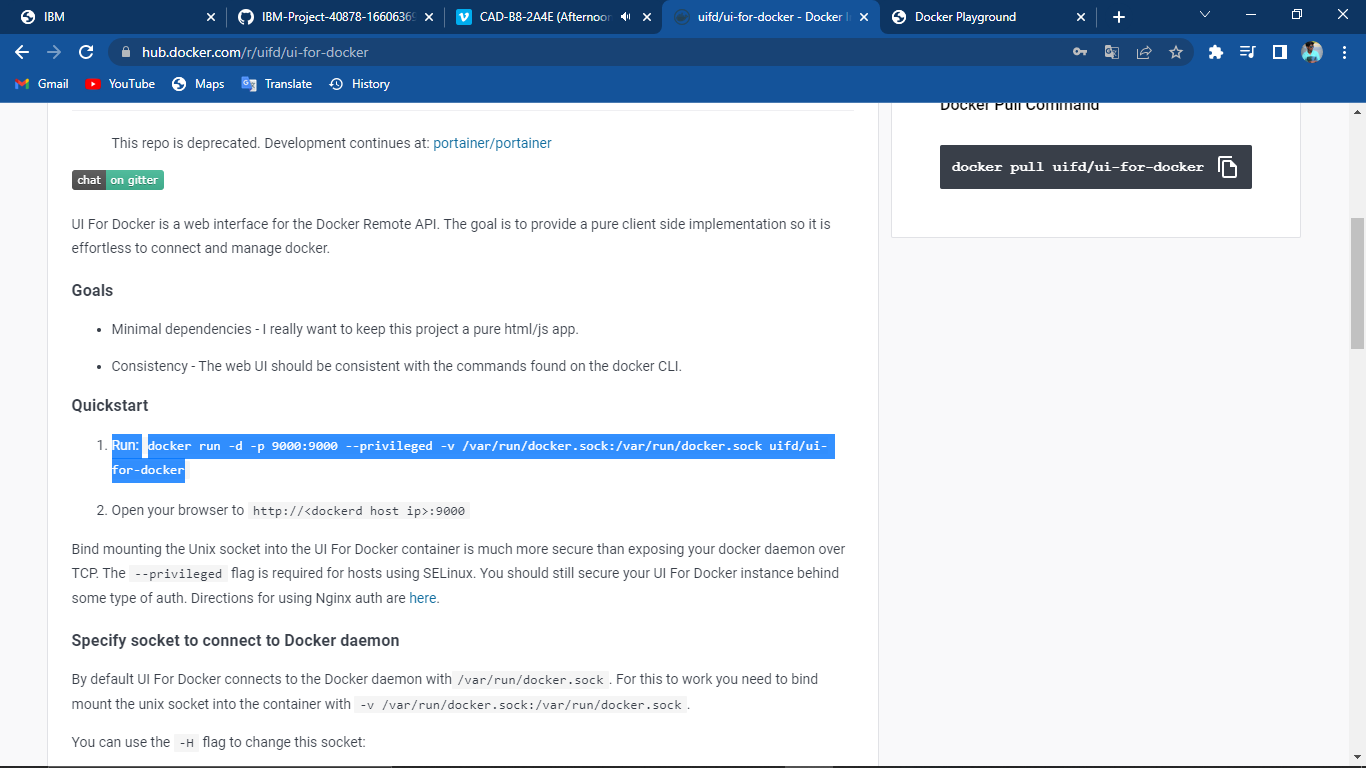 IBM
IBM-Project-40878-16606369
CAD-B8-2A4E (Afternoon
uifd/ui-for-docker - Docker I
Docker Playground
hub.docker.com/r/uifd/ui-for-docker
Gmail
YouTube
Maps
Translate
History
This repo is deprecated. Development continues at: portainer/portainer
chat on gitter
UI For Docker is a web interface for the Docker Remote API. The goal is to provide a pure client side implementation so it is
effortless to connect and manage docker.
Goals
• Minimal dependencies - I really want to keep this project a pure html/js app.
• Consistency - The web UI should be consistent with the commands found on the docker CLI.
Quickstart
1. Run: docker run -d -p 9000:9000 --privileged -v /var/run/docker.sock:/var/run/docker.sock uifd/ui-
for-docker
2. Open your browser to http://<dockerd host ip>:9000
Bind mounting the Unix socket into the UI For Docker container is much more secure than exposing your docker daemon over
TCP. The --privileged flag is required for hosts using SELinux. You should still secure your UI For Docker instance behind
some type of auth. Directions for using Nginx auth are here.
Specify socket to connect to Docker daemon
By default UI For Docker connects to the Docker daemon with /var/run/docker.sock. For this to work you need to bind
mount the unix socket into the container with -v /var/run/docker.sock:/var/run/docker.sock.
You can use the -H flag to change this socket:
Docker Pull Command
docker pull uifd/ui-for-docker